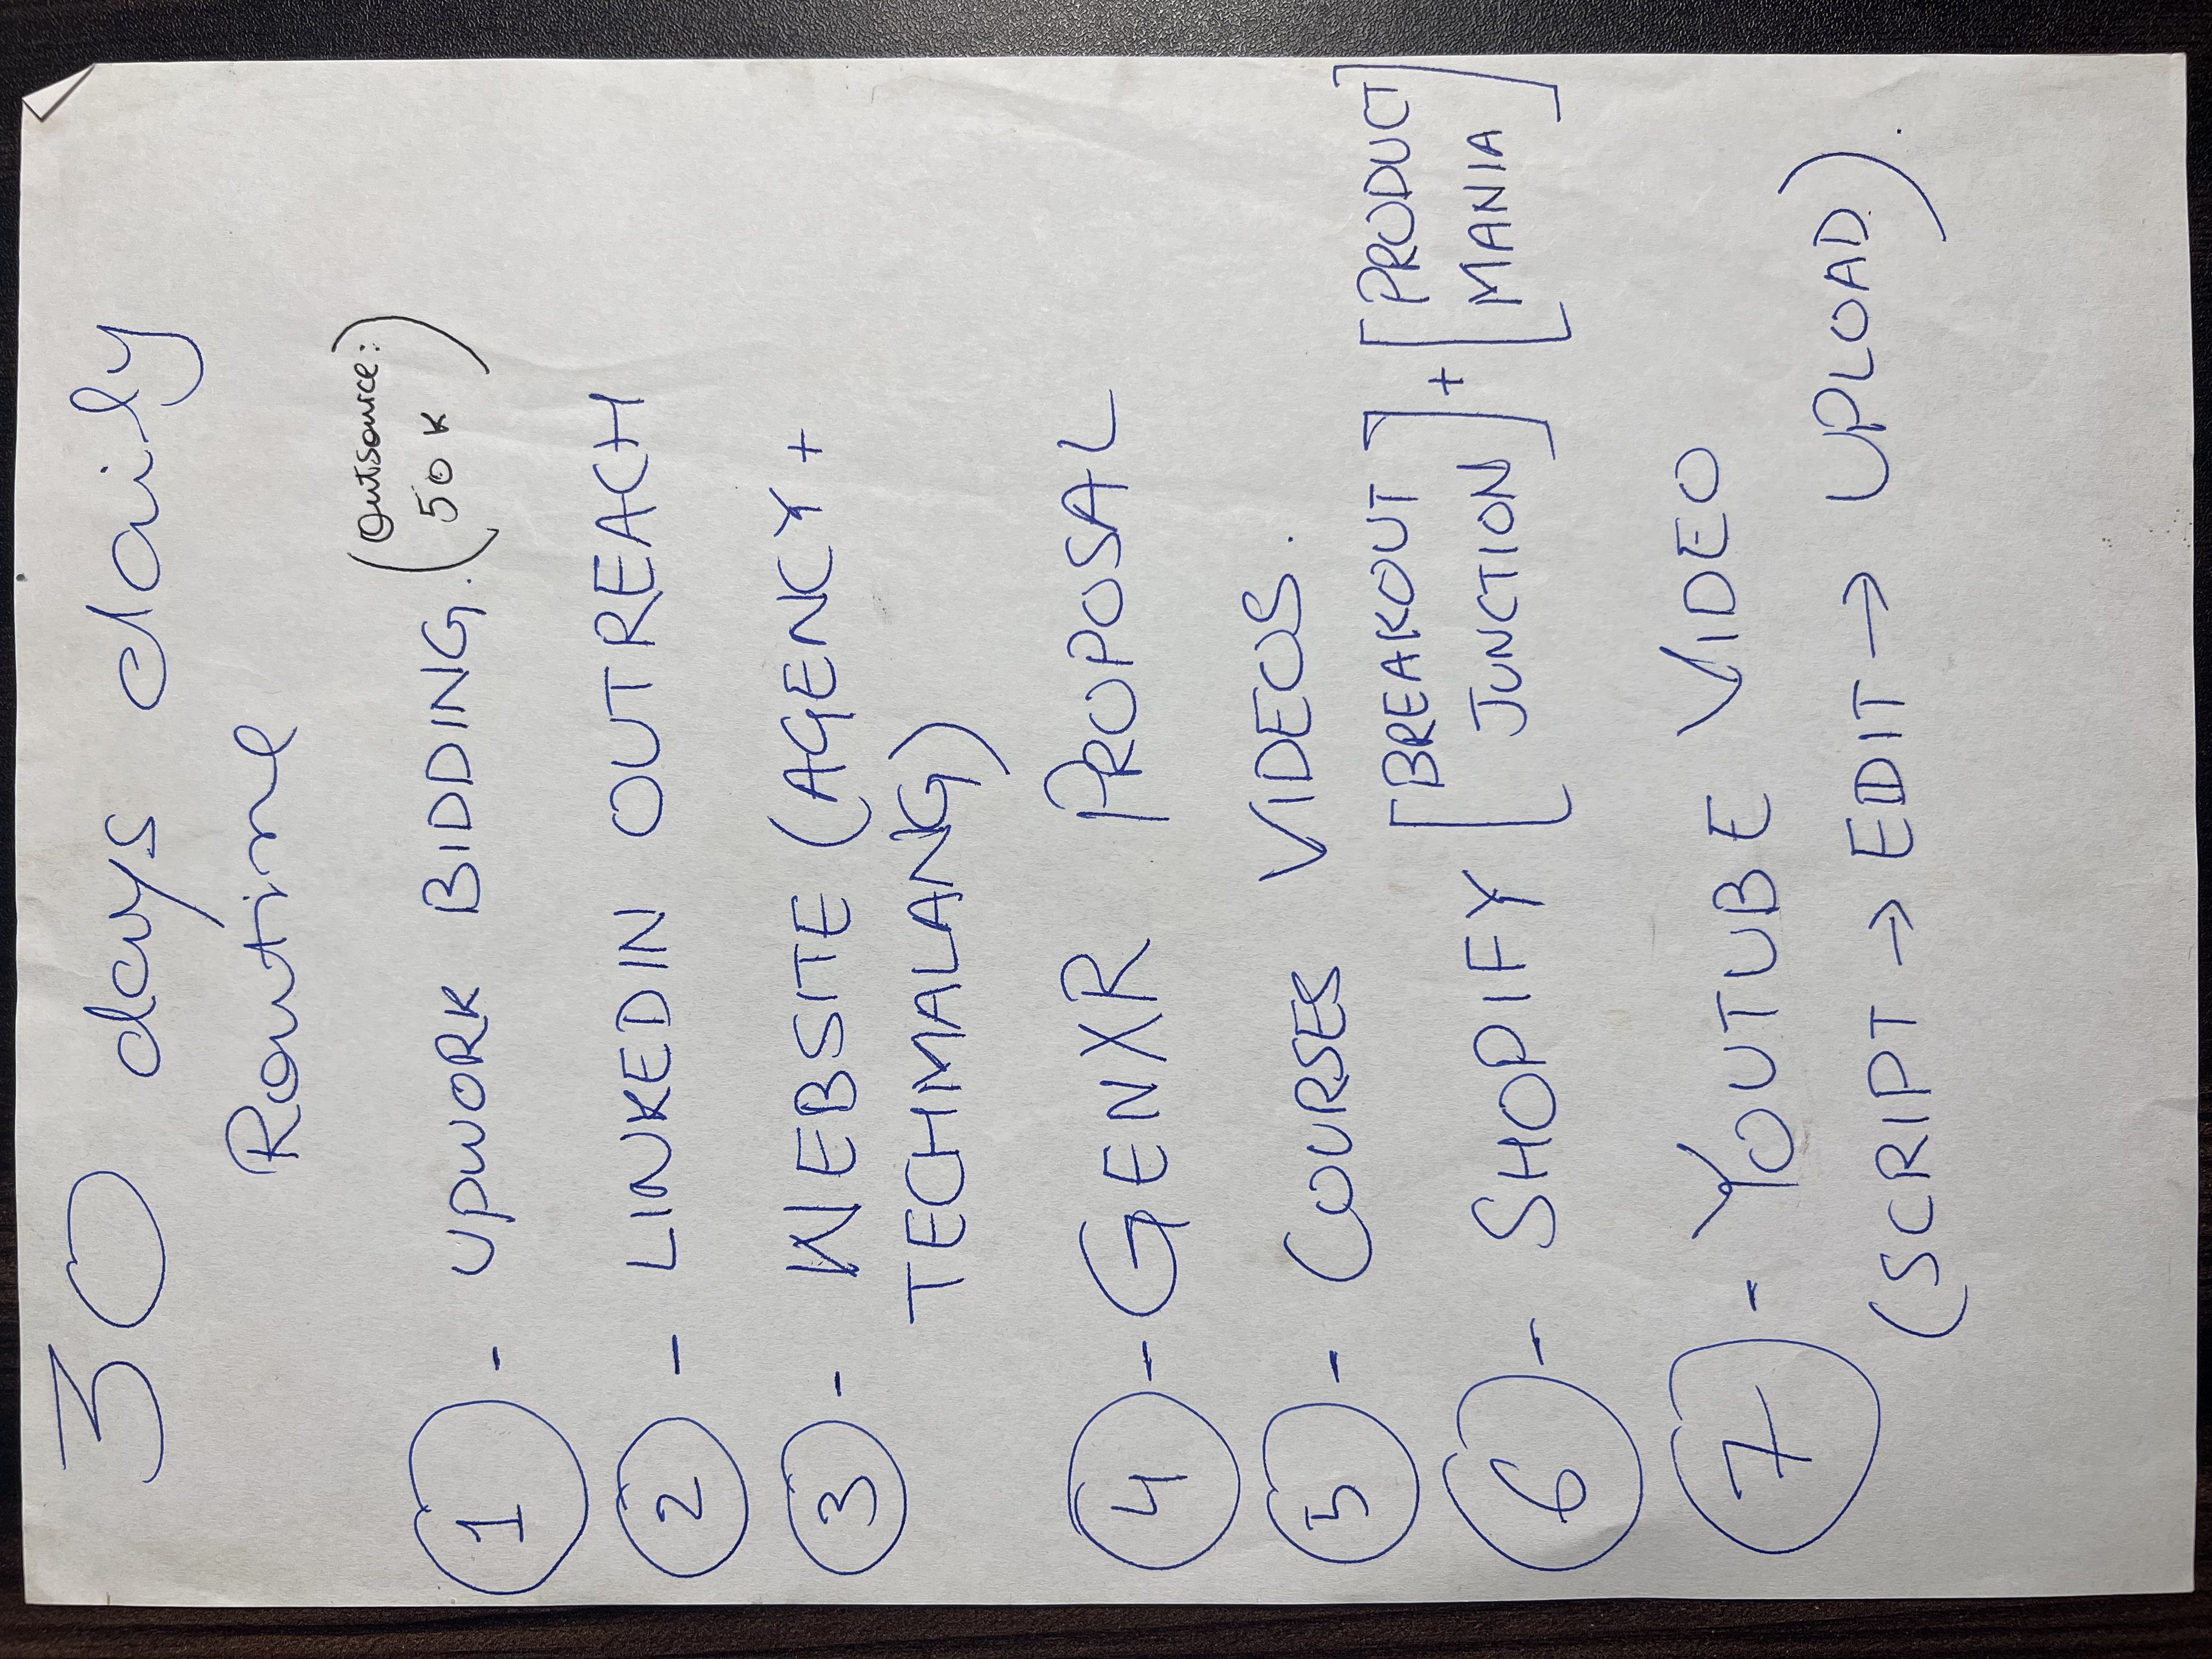 30 days daily
Routine
1 - UPWORK BIDDING. (Outsource: 50K)
2 - LINKEDIN OUTREACH
3 - WEBSITE (AGENCY +
TECHMALANG)
4 - GENXR PROPOSAL
5 - COURSES VIDEOS.
6 - SHOPIFY [BREAKOUT JUNCTION] + [PRODUCT MANIA]
7 - YOUTUBE VIDEO
(SCRIPT → EDIT → UPLOAD).